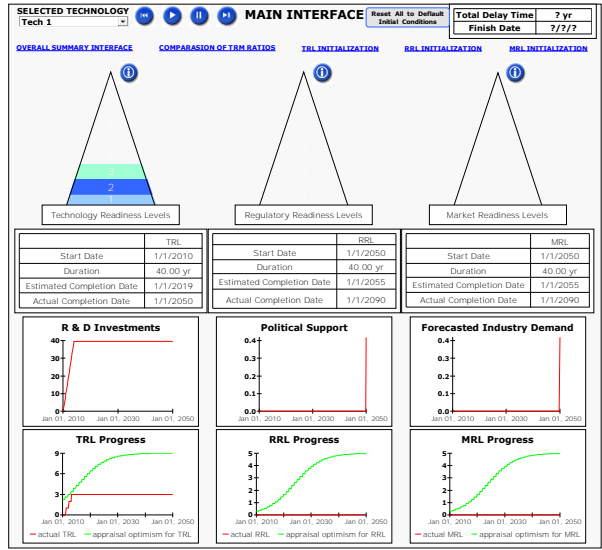 SELECTED TECHNOLOGY
Tech 1
MAIN INTERFACE
Reset All to Deflault
Initial Conditions
Total Delay Time ? yr
Finish Date ?/?/?
OVERALL SUMMARY INTERFACE COMPARASION OF TRM RATIOS TRL INITIALIZATION RRL INITIALIZATION MRL INITIALIZATION
3
2
1
Technology Readiness Levels Regulatory Readiness Levels Market Readiness Levels
TRL
Start Date 1/1/2010
Duration 40.00 yr
Estimated Completion Date 1/1/2019
Actual Completion Date 1/1/2050
RRL
Start Date 1/1/2050
Duration 40.00 yr
Estimated Completion Date 1/1/2055
Actual Completion Date 1/1/2090
MRL
Start Date 1/1/2050
Duration 40.00 yr
Estimated Completion Date 1/1/2055
Actual Completion Date 1/1/2090
R & D Investments
40
30
20
10
0
Jan 01, 2010 Jan 01, 2030 Jan 01, 2050
Political Support
0.4
0.3
0.2
0.1
0.0
Jan 01, 2010 Jan 01, 2030 Jan 01, 2050
Forecasted Industry Demand
0.4
0.3
0.2
0.1
0.0
Jan 01, 2010 Jan 01, 2030 Jan 01, 2050
TRL Progress
9
6
3
0
Jan 01, 2010 Jan 01, 2030 Jan 01, 2050
actual TRL appraisal optimism for TRL
RRL Progress
5
4
3
2
1
0
Jan 01, 2010 Jan 01, 2030 Jan 01, 2050
actual RRL appraisal optimism for RRL
MRL Progress
5
4
3
2
1
0
Jan 01, 2010 Jan 01, 2030 Jan 01, 2050
actual MRL appraisal optimism for MRL